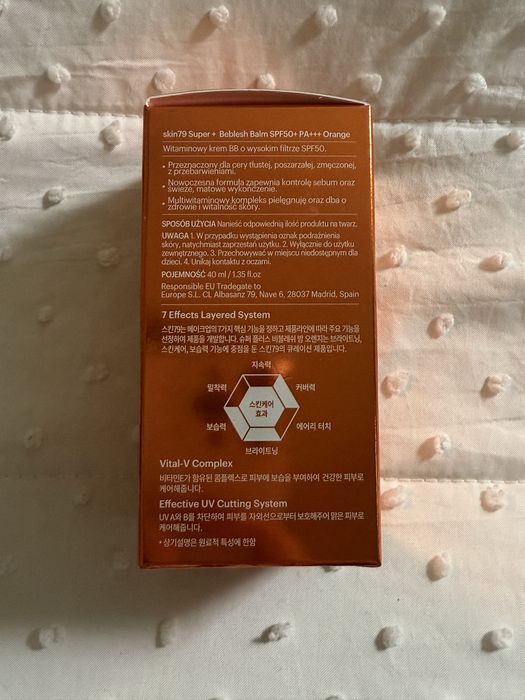 skin79 Super+ Beblesh Balm SPF50+ PA+++ Orange
Witaminowy krem BB o wysokim filtrze SPF50.
• Przeznaczony dla cery tłustej, poszarzałej, zmęczonej,
z przebarwieniami.
• Nowoczesna formuła zapewnia kontrolę sebum oraz
świeże, matowe wykończenie.
• Multiwitaminowy kompleks pielęgnuje oraz dba o
zdrowie i witalność skóry.
SPOSÓB UŻYCIA Nanieść odpowiednią ilość produktu na twarz.
UWAGA 1. W przypadku wystąpienia oznak podrażnienia
skóry, natychmiast zaprzestań użytku. 2. Wyłącznie do użytku
zewnętrznego. 3. Przechowywać w miejscu niedostępnym dla
dzieci. 4. Unikaj kontaktu z oczami.
POJEMNOŚĆ 40 ml / 1.35 fl.oz
Responsible EU Tradegate to
Europe S.L. CL Albasanz 79, Nave 6, 28037 Madrid, Spain
7 Effects Layered System
스킨79는 메이크업의 7가지 핵심 기능을 정하고 제품라인에 따라 주요 기능을
선정하여 제품을 개발합니다. 슈퍼 플러스 비블레쉬 밤 오렌지는 브라이트닝,
스킨케어, 보습력 기능에 중점을 둔 스킨79의 큐레이션 제품입니다.
지속력
밀착력
커버력
스킨케어
효과
보습력
에어리 터치
브라이트닝
Vital-V Complex
비타민E가 함유된 콤플렉스로 피부에 보습을 부여하여 건강한 피부로
케어해줍니다.
Effective UV Cutting System
UV A와 B를 차단하여 피부를 자외선으로부터 보호해주어 맑은 피부로
케어해줍니다.
* 상기설명은 원료적 특성에 한함